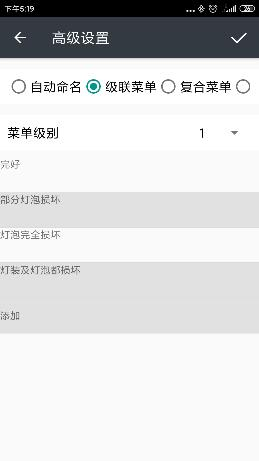 下午5:19
高级设置
自动命名 级联菜单 复合菜单
菜单级别 1
完好
部分灯泡损坏
灯泡完全损坏
灯装及灯泡都损坏
添加